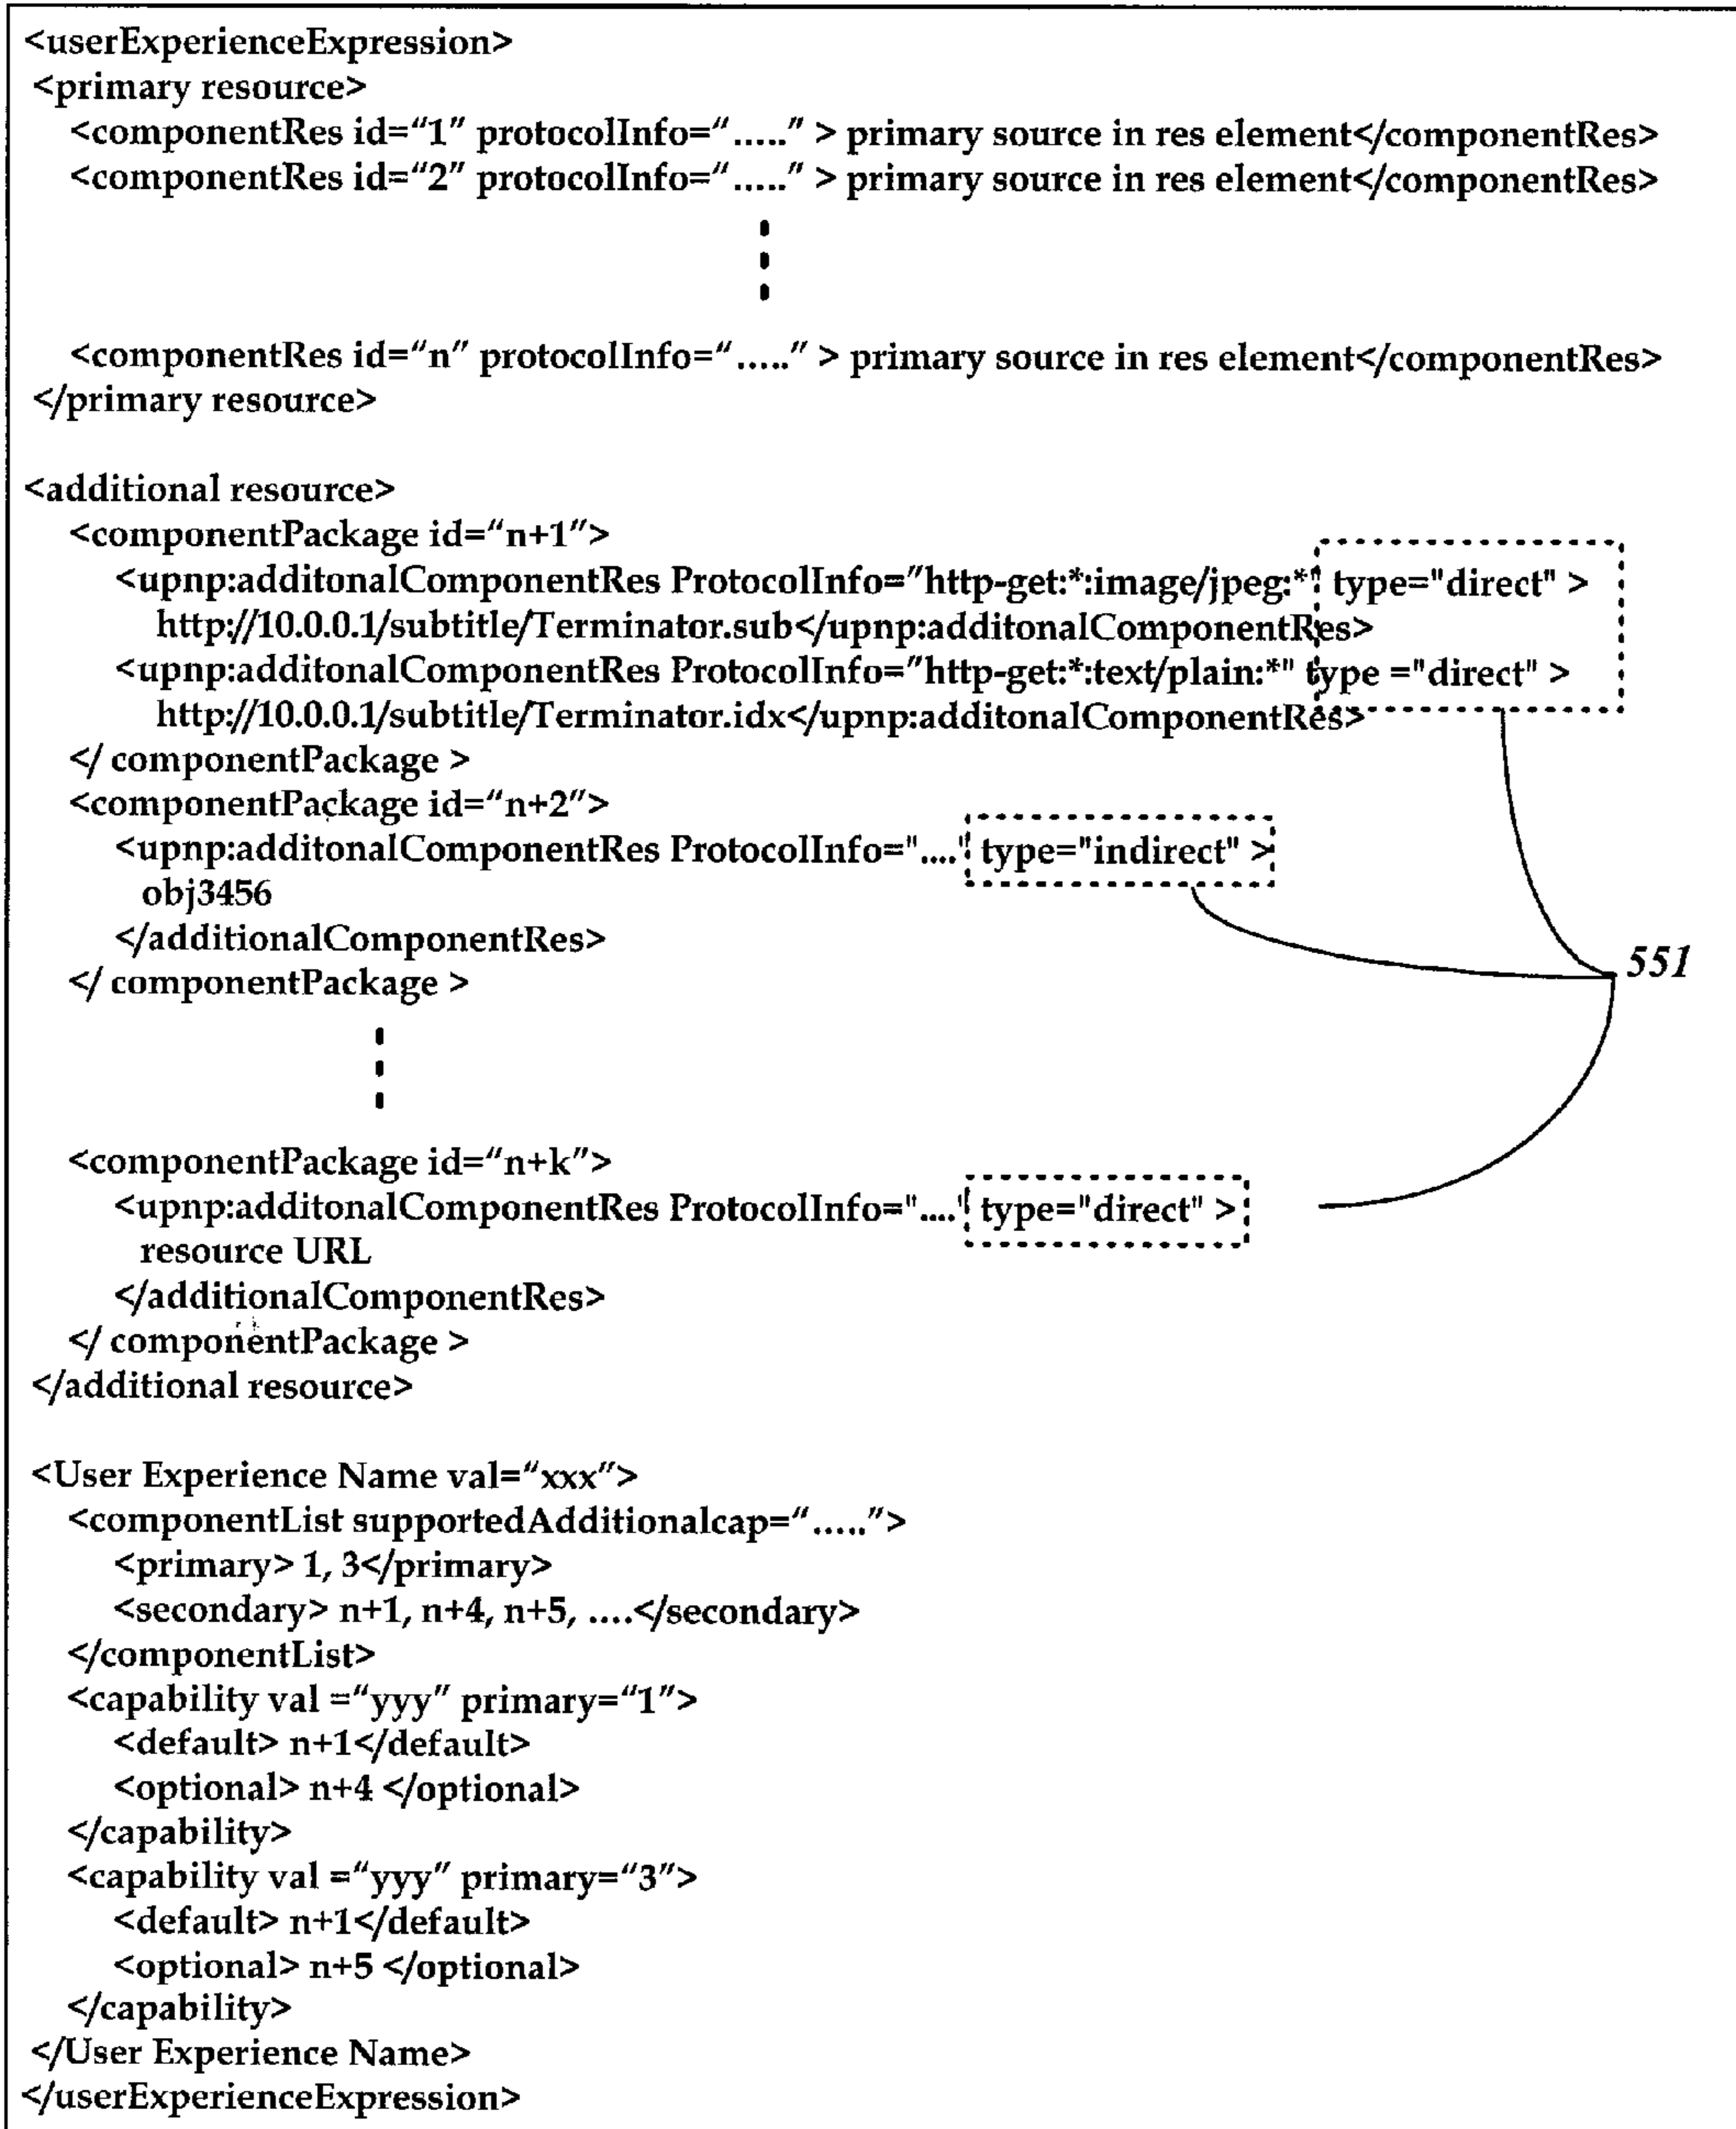 <userExperienceExpression>
<primary resource>
<componentRes id="1" protocolInfo="....." > primary source in res element</componentRes>
<componentRes id="2" protocolInfo="....." > primary source in res element</componentRes>
<componentRes id="n" protocolInfo="....." > primary source in res element</componentRes>
</primary resource>
<additional resource>
<componentPackage id="n+1">
<upnp:additonalComponentRes ProtocolInfo="http-get:*:image/jpeg:*" type="direct" >
http://10.0.0.1/subtitle/Terminator.sub</upnp:additonalComponentRes>
<upnp:additonalComponentRes ProtocolInfo="http-get:*:text/plain:*" type ="direct" >
http://10.0.0.1/subtitle/Terminator.idx</upnp:additonalComponentRes>
</ componentPackage >
<componentPackage id="n+2">
<upnp:additonalComponentRes ProtocolInfo="...." type="indirect" >
obj3456
</additionalComponentRes>
</ componentPackage >
551
<componentPackage id="n+k">
<upnp:additonalComponentRes ProtocolInfo="...." type="direct" >
resource URL
</additionalComponentRes>
</ componentPackage >
</additional resource>
<User Experience Name val="xxx">
<componentList supportedAdditionalcap=".....">
<primary> 1, 3</primary>
<secondary> n+1, n+4, n+5, ....</secondary>
</componentList>
<capability val ="yyy" primary="1">
<default> n+1</default>
<optional> n+4 </optional>
</capability>
<capability val ="yyy" primary="3">
<default> n+1</default>
<optional> n+5 </optional>
</capability>
</User Experience Name>
</userExperienceExpression>